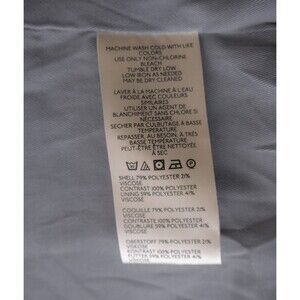 MACHINE WASH COLD WITH LIKE
COLORS
USE ONLY NON-CHLORINE
BLEACH
TUMBLE DRY LOW
LOW IRON AS NEEDED
MAY BE DRY CLEANED
LAVER À LA MACHINE À L'EAU
FROIDE AVEC COULEURS
SIMILAIRES
UTILISER UN AGENT DE
BLANCHIMENT SANS CHLORE SI
NÉCESSAIRE
SECHER PAR CULBUTAGE À BASSE
TEMPÉRATURE
REPASSER, AU BESOIN, À TRÈS
BASSE TEMPÉRATURE
PEUT-ÊTRE ÊTRE NETTOYÉE À
SEC
SHELL 79% POLYESTER 21%
VISCOSE
CONTRAST 100% POLYESTER
LINING 59% POLYESTER 41%
VISCOSE
COQUILLE 79% POLYESTER 21%
VISCOSE
CONTRASTE 100% POLYESTER
DOUBLURE 59% POLYESTER 41%
VISCOSE
OBERSTOFF 79% POLYESTER 21%
VISKOSE
KONTRAST 100% POLYESTER
FUTTER 59% POLYESTER 41%
VISKOSE